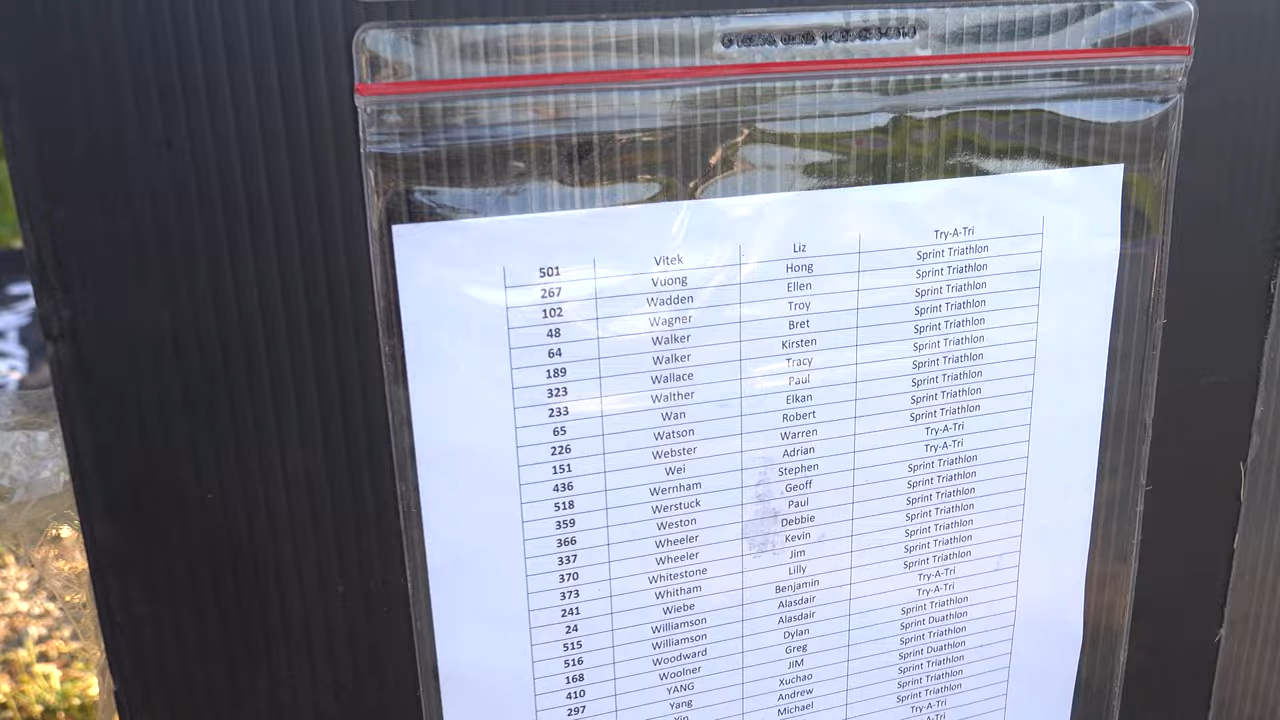 501 Vitek Liz Try-A-Tri
267 Vuong Hong Sprint Triathlon
102 Wadden Ellen Sprint Triathlon
48 Wagner Troy Sprint Triathlon
64 Walker Bret Sprint Triathlon
189 Walker Kirsten Sprint Triathlon
323 Wallace Tracy Sprint Triathlon
233 Walther Paul Sprint Triathlon
65 Wan Elkan Sprint Triathlon
226 Watson Robert Sprint Triathlon
151 Webster Warren Sprint Triathlon
436 Wei Adrian Try-A-Tri
518 Wernham Stephen Try-A-Tri
359 Werstuck Geoff Sprint Triathlon
366 Weston Paul Sprint Triathlon
337 Wheeler Debbie Sprint Triathlon
370 Wheeler Kevin Sprint Triathlon
373 Whitestone Jim Sprint Triathlon
241 Whitham Lilly Sprint Triathlon
24 Wiebe Benjamin Sprint Triathlon
515 Williamson Alasdair Try-A-Tri
516 Williamson Alasdair Try-A-Tri
168 Woodward Dylan Sprint Triathlon
410 Woolner Greg Sprint Duathlon
297 YANG JIM Sprint Triathlon
Yang Xuchao Sprint Duathlon
Yin Andrew Sprint Triathlon
Michael Sprint Triathlon
Try-A-Tri